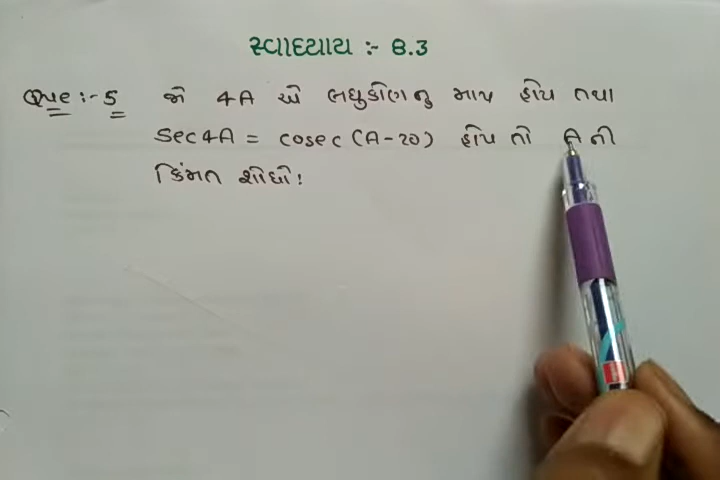 સ્વાધ્યાય :- 8.3
Que :- 5 જો 4A એ લઘુકોણનુ માપ હોય તથા
sec4A = cosec (A-20) હોય તો A ની
કિંમત શોધો!